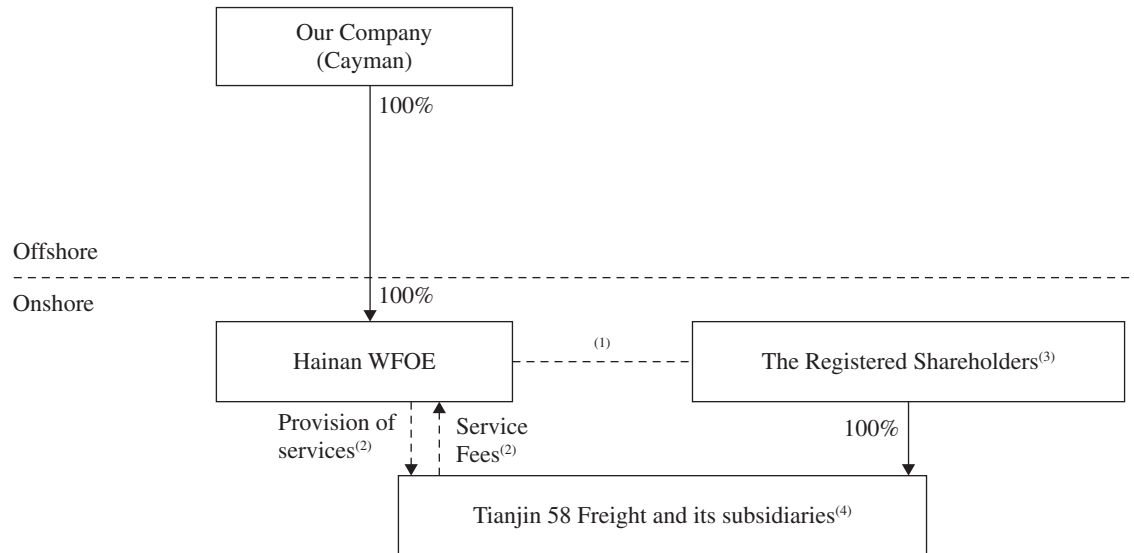 Our Company
(Cayman)
100%
Offshore
Onshore
100%
Hainan WFOE
(1)
The Registered Shareholders(3)
Provision of
services(2)
Service
Fees(2)
100%
Tianjin 58 Freight and its subsidiaries(4)